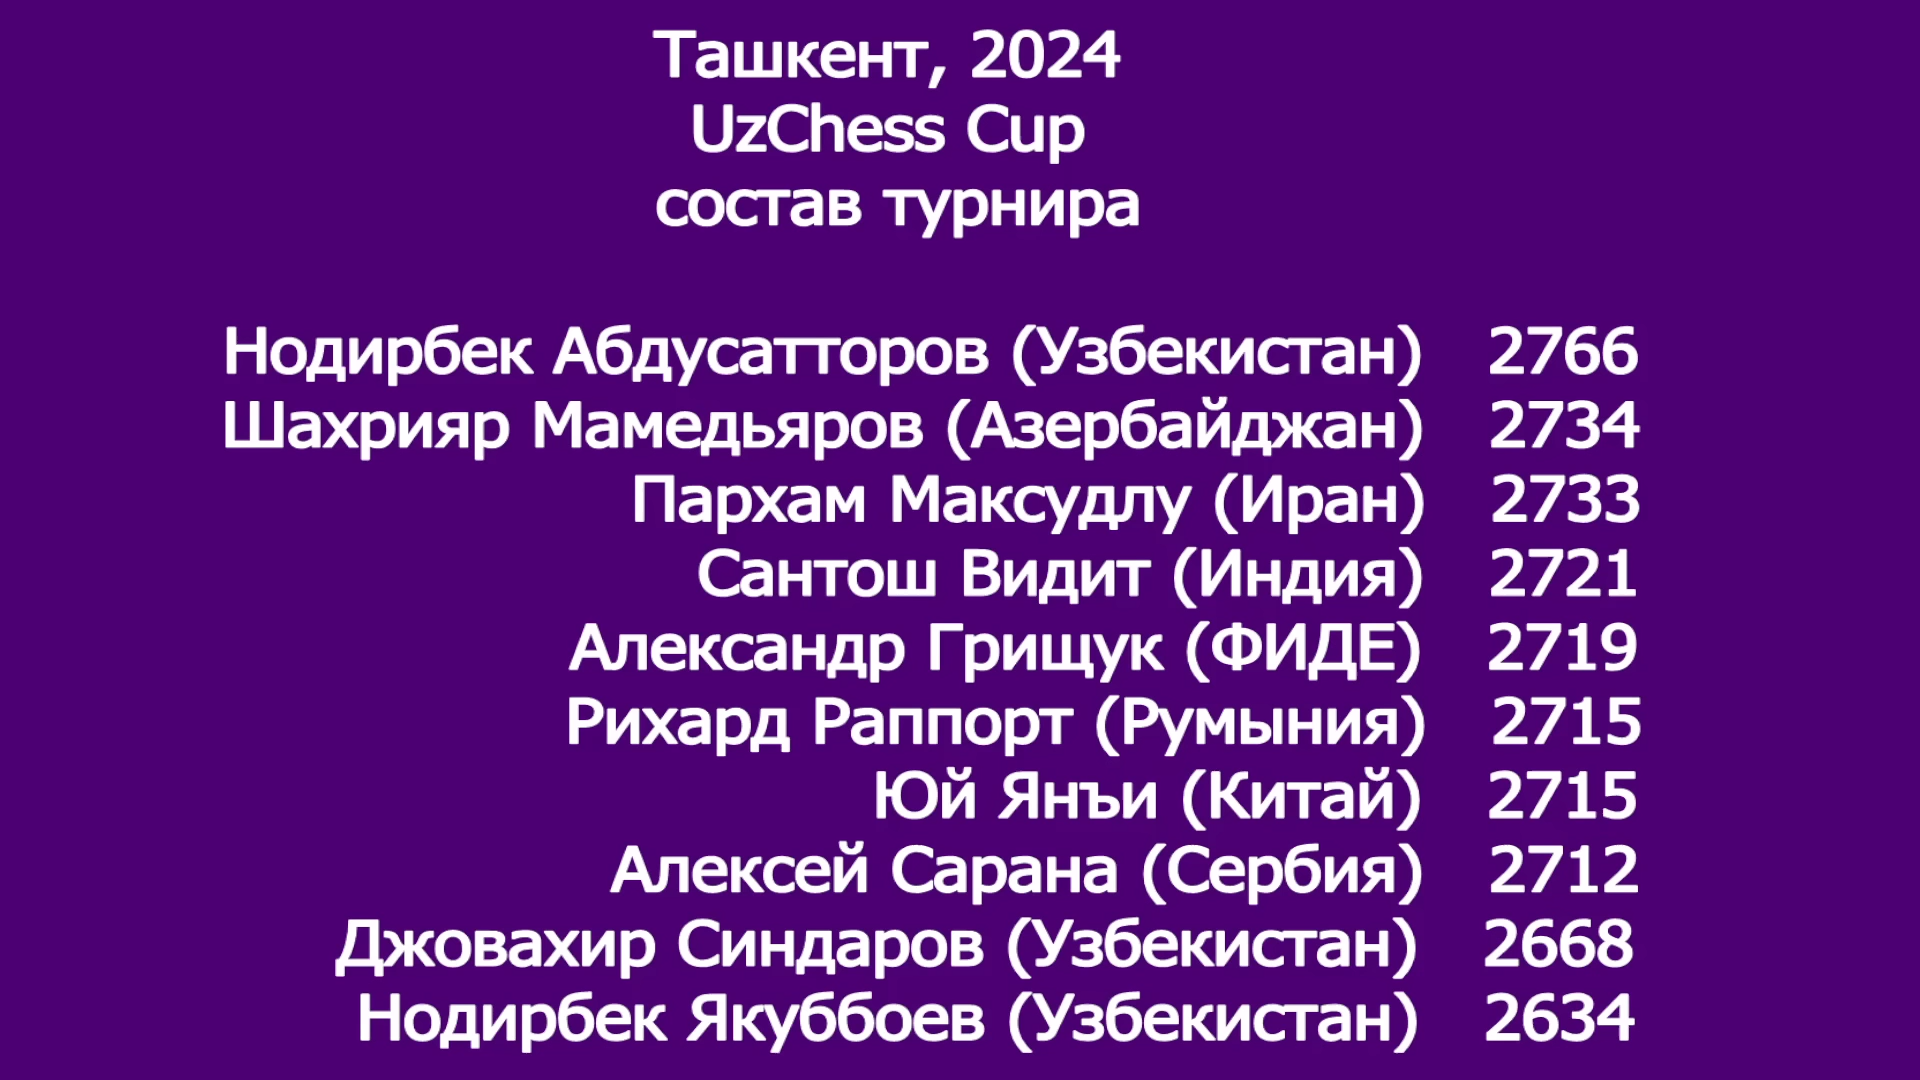 Ташкент, 2024
UzChess Cup
состав турнира
Нодирбек Абдусатторов (Узбекистан) 2766
Шахрияр Мамедьяров (Азербайджан) 2734
Пархам Максудлу (Иран) 2733
Сантош Видит (Индия) 2721
Александр Грищук (ФИДЕ) 2719
Рихард Раппорт (Румыния) 2715
Юй Янъи (Китай) 2715
Алексей Сарана (Сербия) 2712
Джовахир Синдаров (Узбекистан) 2668
Нодирбек Якуббоев (Узбекистан) 2634